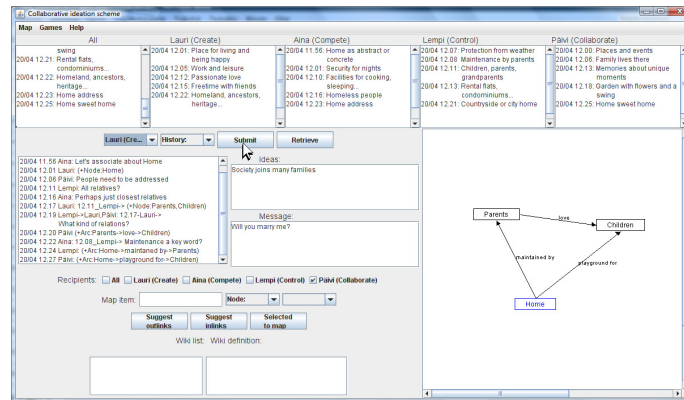 Collaborative ideation scheme
Map Games Help
All
swing
20/04 12.21: Rental flats,
condominiums...
20/04 12.22: Homeland, ancestors,
heritage...
20/04 12.23: Home address
20/04 12.25: Home sweet home
Lauri (Create)
20/04 12.01: Place for living and
being happy
20/04 12.05: Work and leisure
20/04 12.12: Passionate love
20/04 12.15: Freetime with friends
20/04 12.22: Homeland, ancestors,
heritage...
Aina (Compete)
20/04 11.56: Home as abstract or
concrete
20/04 12.01: Security for nights
20/04 12.10: Facilities for cooking,
sleeping...
20/04 12.16: Homeless people
20/04 12.23: Home address
Lempi (Control)
20/04 12.07: Protection from weather
20/04 12.08 Maintenance by parents
20/04 12.11: Children, parents,
grandparents
20/04 12.13: Rental flats,
condominiums...
20/04 12.21: Countryside or city home
Päivi (Collaborate)
20/04 12.00: Places and events
20/04 12.06: Family lives there
20/04 12.13: Memories about unique
moments
20/04 12.18: Garden with flowers and a
swing
20/04 12.25: Home sweet home
Lauri (Cre...
History:
Submit
Retrieve
20/04 11.56 Aina: Let's associate about Home
20/04 12.01 Lauri: (+Node:Home)
20/04 12.06 Päivi: People need to be addressed
20/04 12.11 Lempi: All relatives?
20/04 12.16 Aina: Perhaps just closest relatives
20/04 12.17 Lauri: 12.11_Lempi-> (+Node:Parents,Children)
20/04 12.19 Lempi->Lauri,Päivi: 12.17-Lauri->
What kind of relations?
20/04 12.20 Päivi (+Arc:Parents->love->Children)
20/04 12.22 Aina: 12.08_Lempi-> Maintenance a key word?
20/04 12.24 Lempi: (+Arc:Home->maintaned by->Parents)
20/04 12.27 Päivi: (+Arc:Home->playground for->Children)
Ideas:
Society joins many families
Message:
Will you marry me?
Recipients: All Lauri (Create) Aina (Compete) Lempi (Control) Päivi (Collaborate)
Map item:
Node:
Suggest
outlinks
Suggest
inlinks
Selected
to map
Wiki list: Wiki definition:
Parents
love
Children
maintained by
playground for
Home